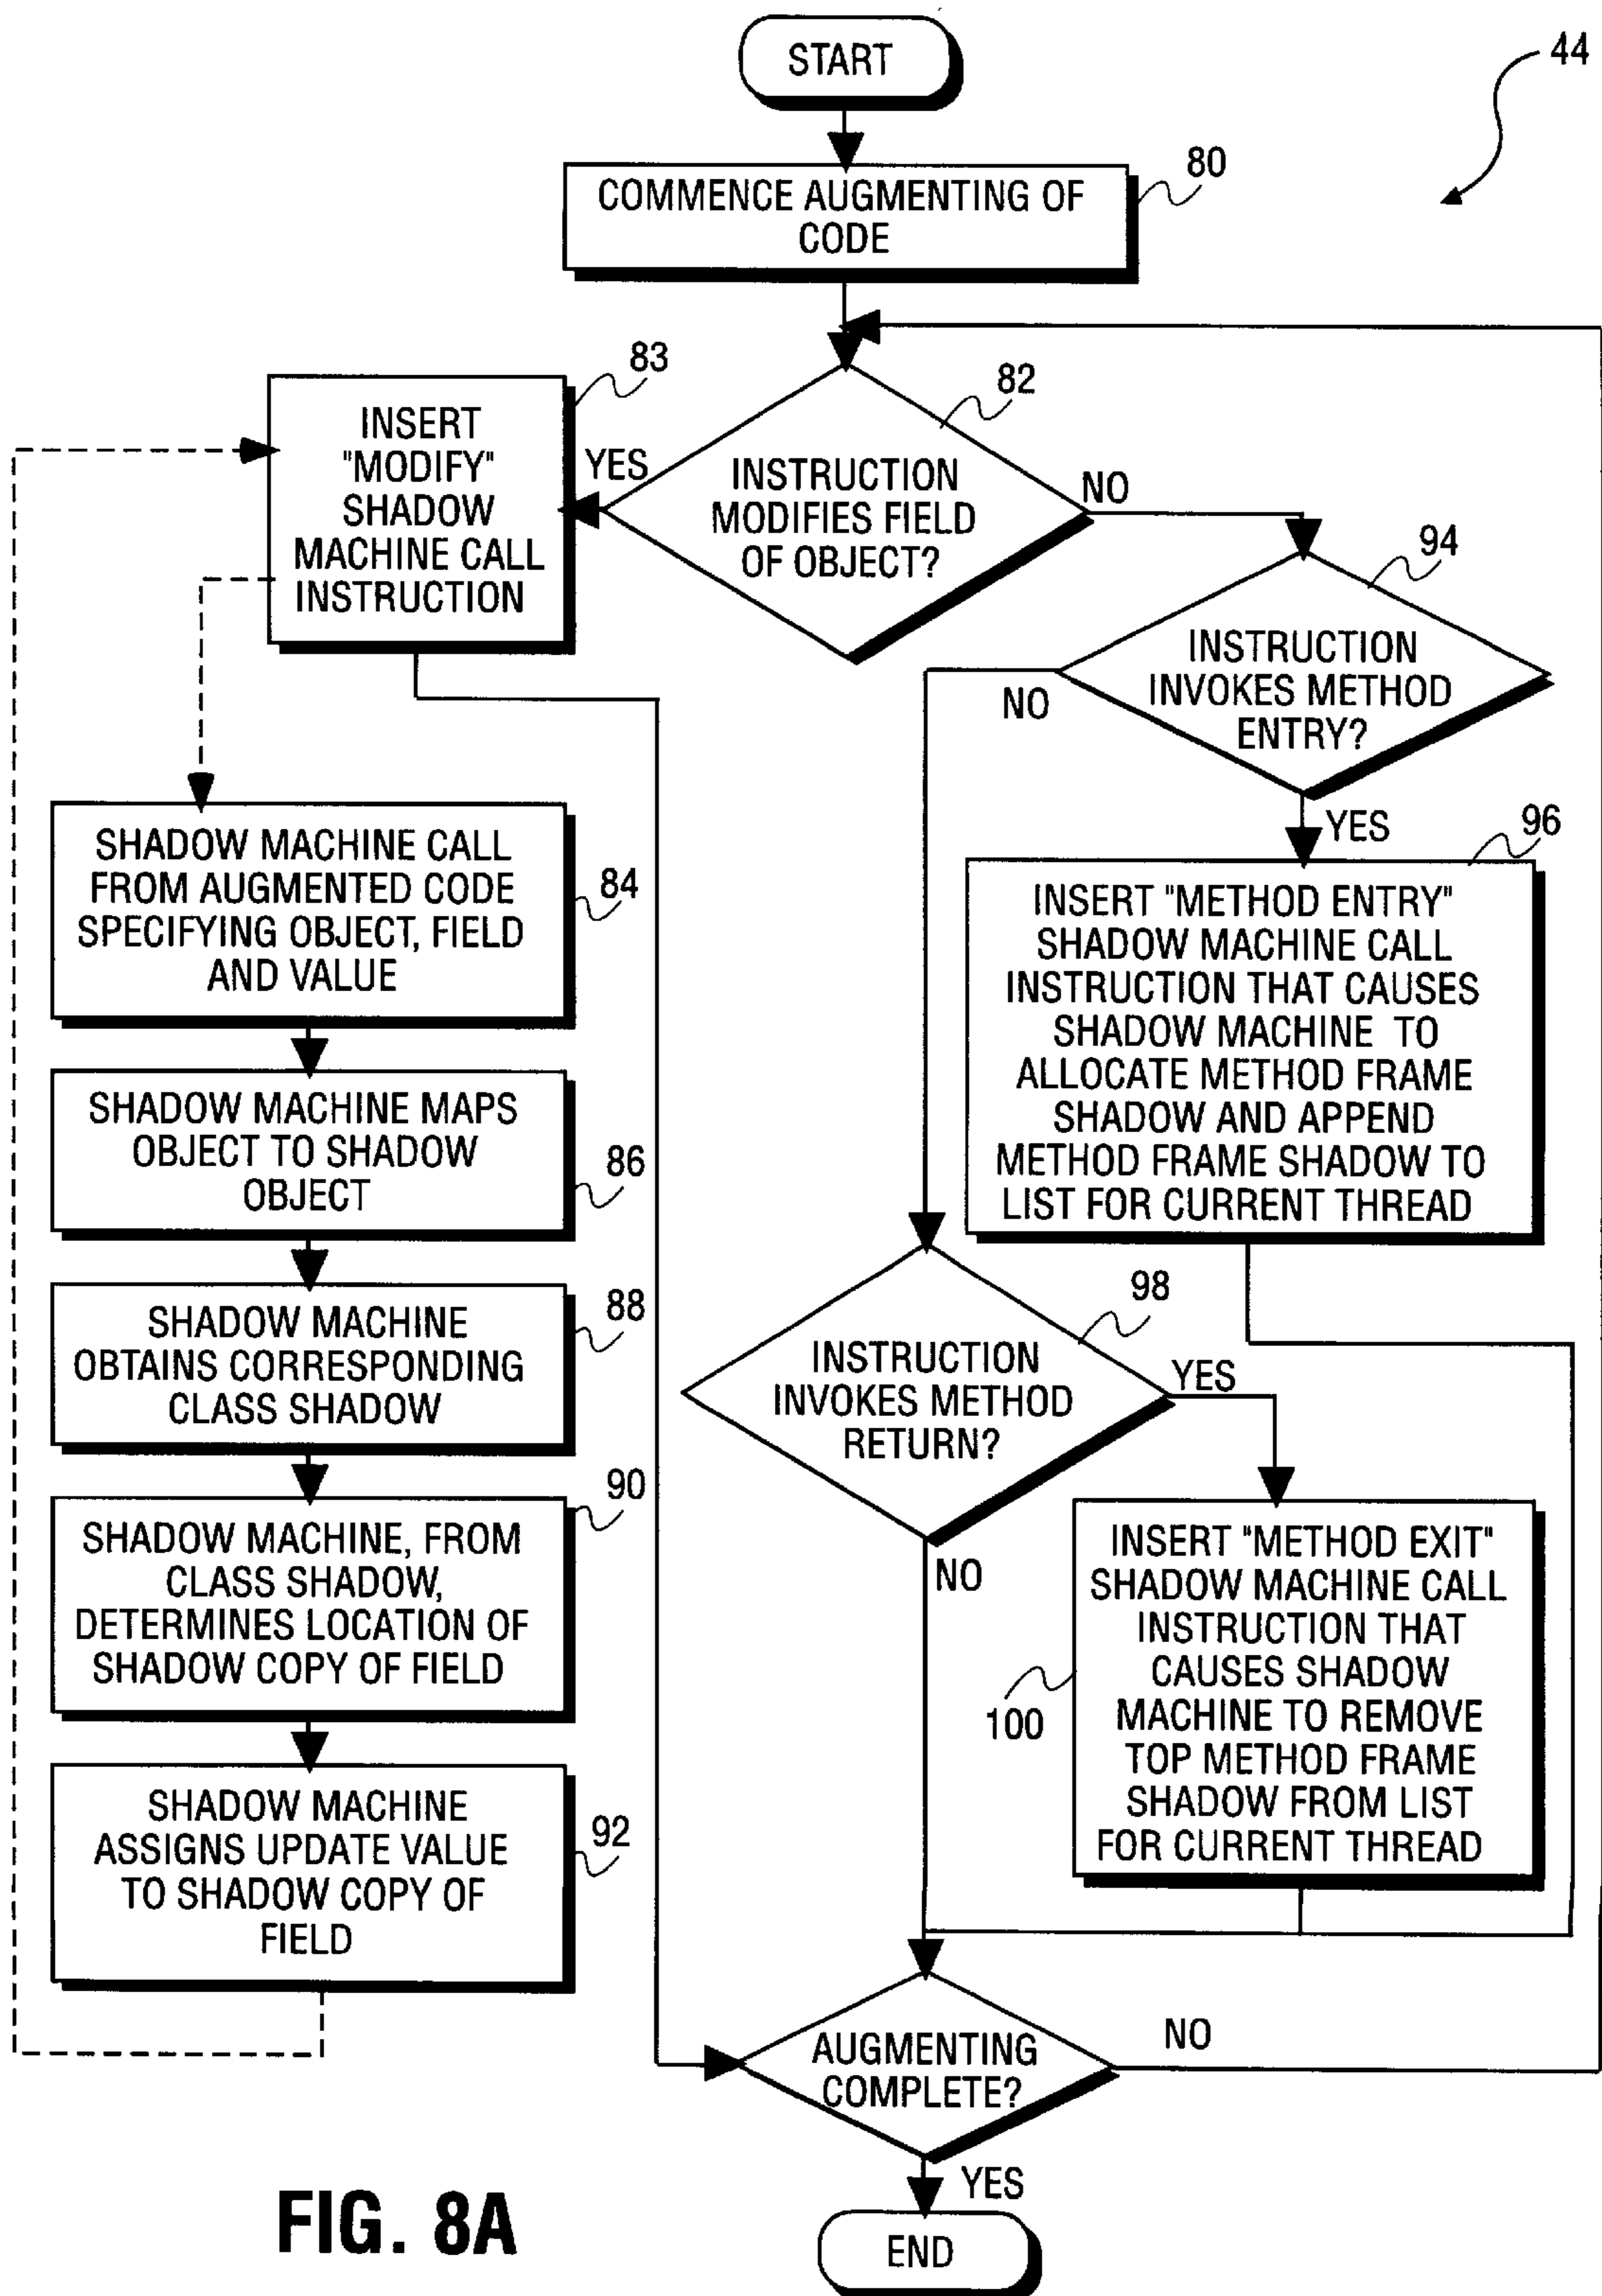 START
44
80
COMMENCE AUGMENTING OF
CODE
83
INSERT
"MODIFY"
SHADOW
MACHINE CALL
INSTRUCTION
YES
82
INSTRUCTION
MODIFIES FIELD
OF OBJECT?
NO
94
INSTRUCTION
INVOKES METHOD
ENTRY?
NO
YES
96
INSERT "METHOD ENTRY"
SHADOW MACHINE CALL
INSTRUCTION THAT CAUSES
SHADOW MACHINE TO
ALLOCATE METHOD FRAME
SHADOW AND APPEND
METHOD FRAME SHADOW TO
LIST FOR CURRENT THREAD
SHADOW MACHINE CALL
FROM AUGMENTED CODE
SPECIFYING OBJECT, FIELD
AND VALUE
84
SHADOW MACHINE MAPS
OBJECT TO SHADOW
OBJECT
86
SHADOW MACHINE
OBTAINS CORRESPONDING
CLASS SHADOW
88
SHADOW MACHINE, FROM
CLASS SHADOW,
DETERMINES LOCATION OF
SHADOW COPY OF FIELD
90
SHADOW MACHINE
ASSIGNS UPDATE VALUE
TO SHADOW COPY OF
FIELD
92
98
INSTRUCTION
INVOKES METHOD
RETURN?
YES
NO
INSERT "METHOD EXIT"
SHADOW MACHINE CALL
INSTRUCTION THAT
CAUSES SHADOW
MACHINE TO REMOVE
TOP METHOD FRAME
SHADOW FROM LIST
FOR CURRENT THREAD
100
AUGMENTING
COMPLETE?
NO
YES
END
FIG. 8A